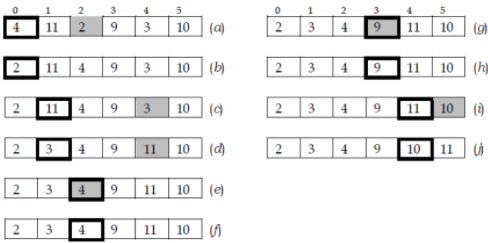 0 1 2 3 4 5
4 11 2 9 3 10 (a)
2 11 4 9 3 10 (b)
2 11 4 9 3 10 (c)
2 3 4 9 11 10 (d)
2 3 4 9 11 10 (e)
2 3 4 9 11 10 (f)
0 1 2 3 4 5
2 3 4 9 11 10 (g)
2 3 4 9 11 10 (h)
2 3 4 9 11 10 (i)
2 3 4 9 10 11 (j)